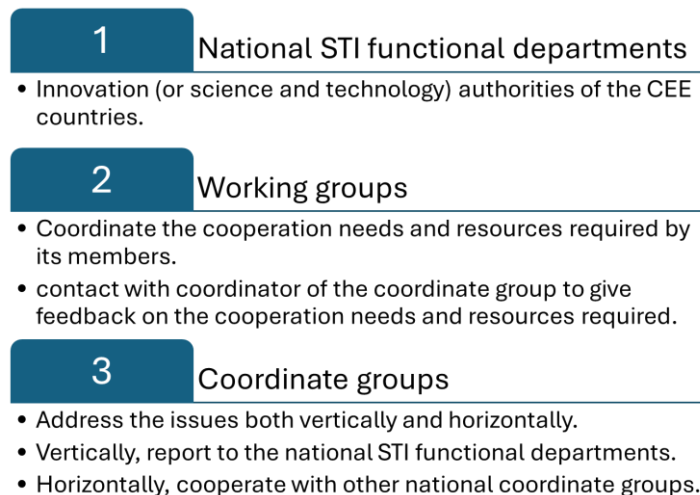 1
National STI functional departments
• Innovation (or science and technology) authorities of the CEE
countries.
2
Working groups
• Coordinate the cooperation needs and resources required by
its members.
• contact with coordinator of the coordinate group to give
feedback on the cooperation needs and resources required.
3
Coordinate groups
• Address the issues both vertically and horizontally.
• Vertically, report to the national STI functional departments.
• Horizontally, cooperate with other national coordinate groups.